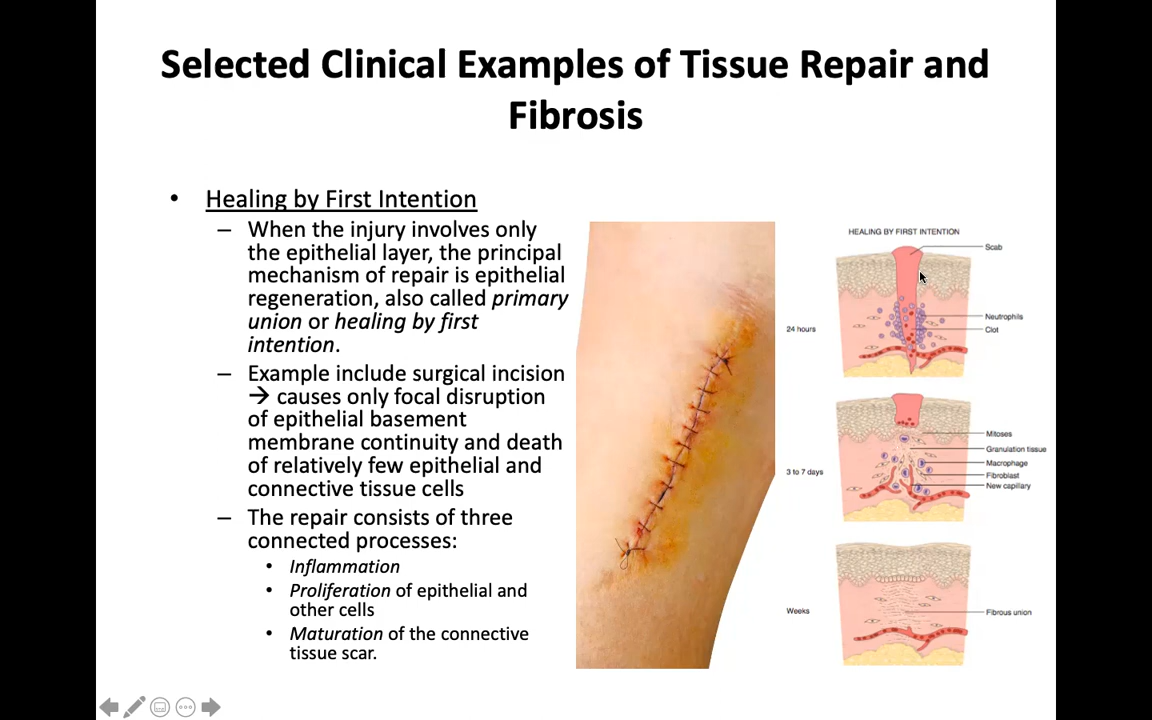 Selected Clinical Examples of Tissue Repair and
Fibrosis
• Healing by First Intention
– When the injury involves only
the epithelial layer, the principal
mechanism of repair is epithelial
regeneration, also called primary
union or healing by first
intention.
– Example include surgical incision
→ causes only focal disruption
of epithelial basement
membrane continuity and death
of relatively few epithelial and
connective tissue cells
– The repair consists of three
connected processes:
• Inflammation
• Proliferation of epithelial and
other cells
• Maturation of the connective
tissue scar.
HEALING BY FIRST INTENTION
Scab
Neutrophils
24 hours
Clot
Mitoses
Granulation tissue
Macrophage
3 to 7 days
Fibroblast
New capillary
Weeks
Fibrous union